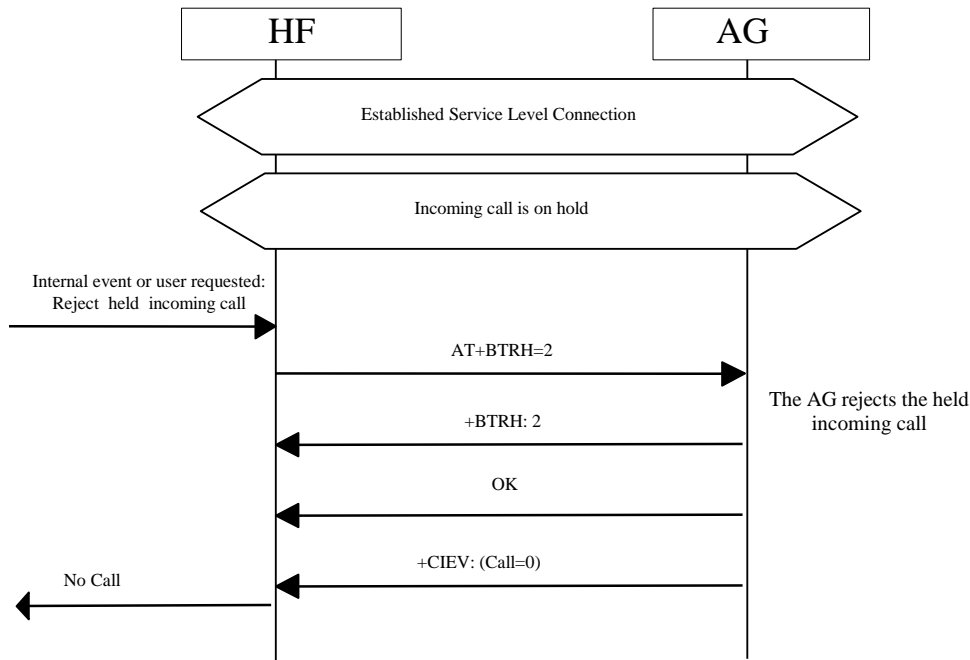 HF
AG
Established Service Level Connection
Incoming call is on hold
Internal event or user requested:
Reject held incoming call
AT+BTRH=2
The AG rejects the held
incoming call
+BTRH: 2
OK
+CIEV: (Call=0)
No Call